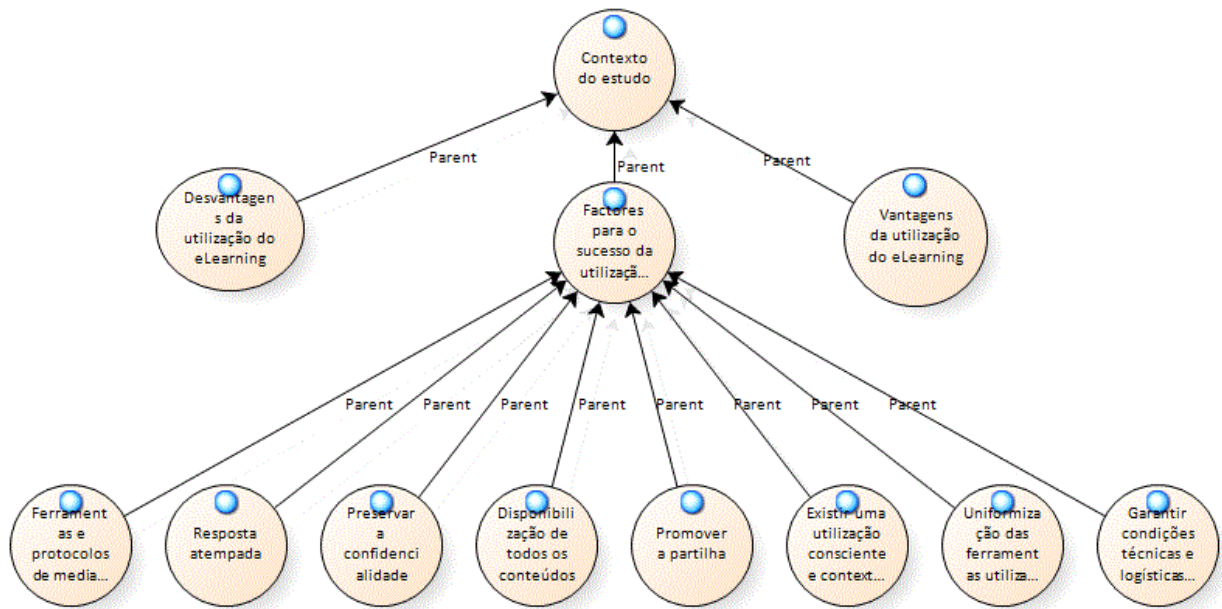 Contexto
do estudo
Parent
Parent
Parent
Desvantagen
s da
utilização do
eLearning
Factores
para o
sucesso da
utilizaçã...
Vantagens
da utilização
do eLearning
Parent
Parent
Parent
Parent
Parent
Parent
Parent
Parent
Ferrament
as e
protocolos
de media...
Resposta
atempada
Preservar
a
confidenci
alidade
Disponibili
zação de
todos os
conteúdos
Promover
a partilha
Existir uma
utilização
consciente
e context...
Uniformiza
ção das
ferrament
as utiliza...
Garantir
condições
técnicas e
logísticas...